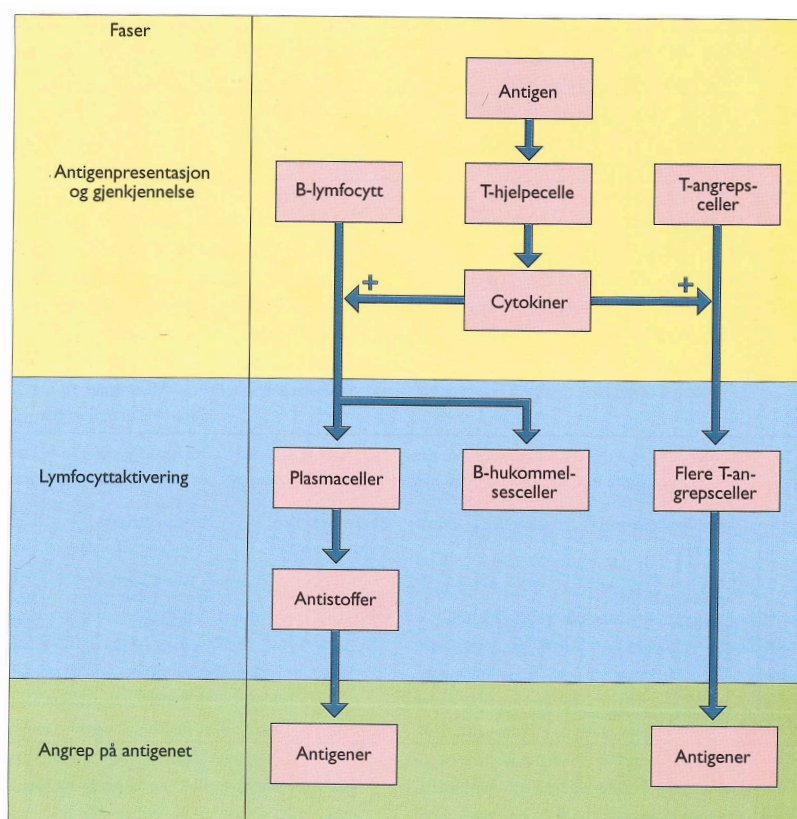 Faser
Antigen
Antigenpresentasjon
og gjenkjennelse
B-lymfocytt
T-hjelpecelle
T-angreps-
celler
+
+
Cytokiner
Lymfocyttaktivering
Plasmaceller
B-hukommel-
sesceller
Flere T-an-
grepsceller
Antistoffer
Angrep på antigenet
Antigener
Antigener